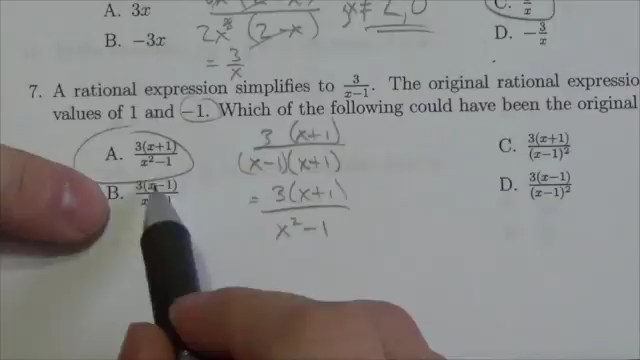 A. 3x
B. −3x
2x³ (2−x)
x ≠ 2,0
= 3/x
C.
D. −3/x
7. A rational expression simplifies to 3/(x−1). The original rational
values of 1 and −1. Which of the following could have been the original
A. 3(x+1)/(x²−1)
B. 3(x−1)
C. 3(x+1)/(x−1)²
D. 3(x−1)/(x−1)²
3 (x+1)
(x−1)(x+1)
= 3(x+1)
x²−1